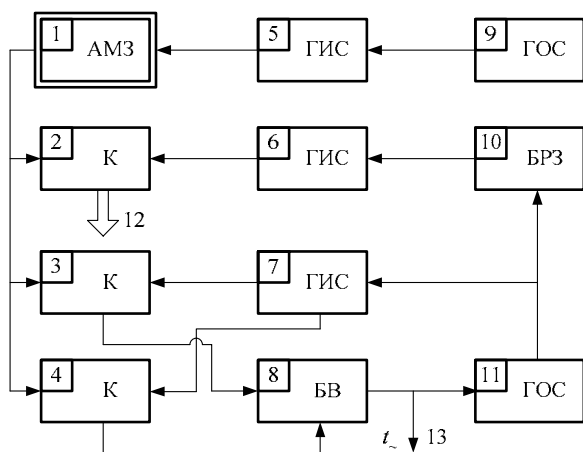 1 АМЗ 5 ГИС 9 ГОС
2 К 6 ГИС 10 БРЗ
12
3 К 7 ГИС
4 К 8 БВ 11 ГОС
t~ 13